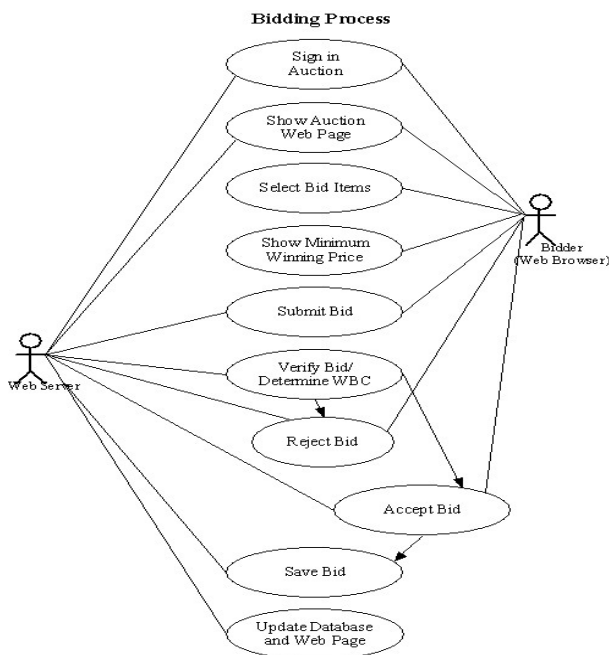 Bidding Process
Sign in
Auction
Show Auction
Web Page
Select Bid Items
Show Minimum
Winning Price
Bidder
(Web Browser)
Submit Bid
Verify Bid/
Determine WBC
Web Server
Reject Bid
Accept Bid
Save Bid
Update Database
and Web Page